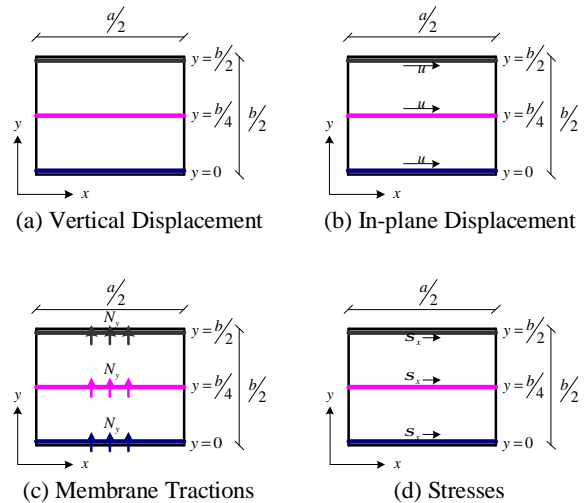 a/2
a/2
y = b/2
y = b/2
u
u
y = b/4
b/2
y = b/4
b/2
y
y
u
y = 0
y = 0
x
x
(a) Vertical Displacement
(b) In-plane Displacement
a/2
a/2
N_y
y = b/2
s_x
y = b/2
N_y
y = b/4
b/2
s_x
y = b/4
b/2
y
N_y
y
s_x
y = 0
y = 0
x
x
(c) Membrane Tractions
(d) Stresses